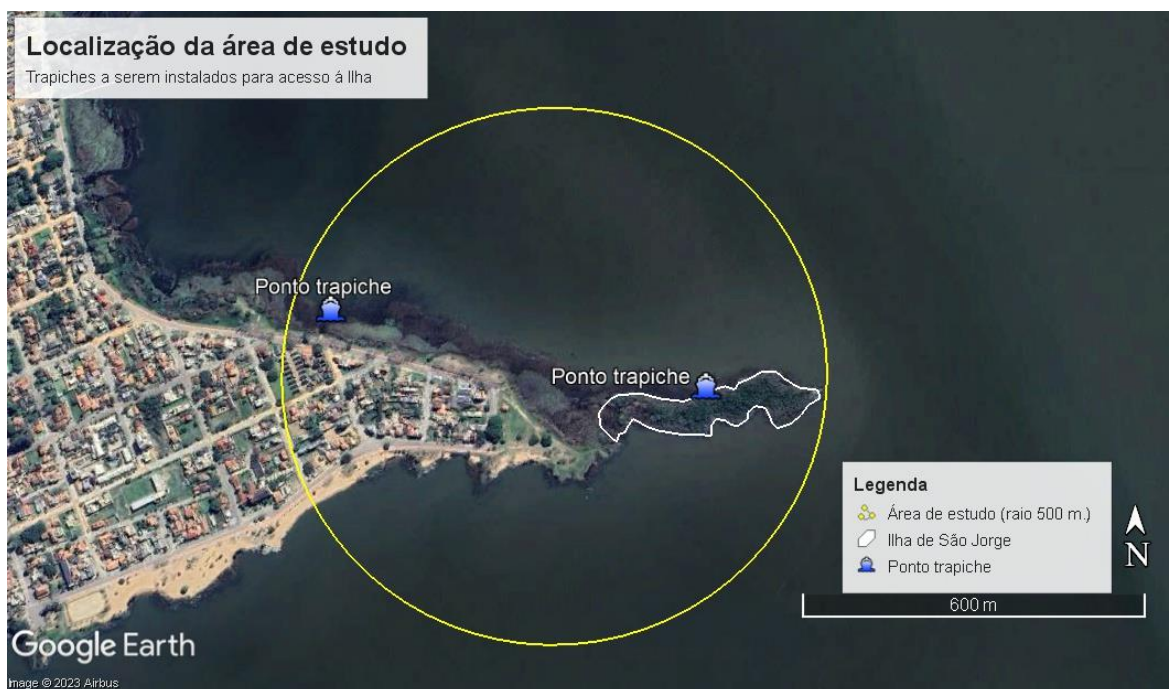 Localização da área de estudo
Trapiches a serem instalados para acesso á Ilha
Ponto trapiche
Ponto trapiche
Legenda
Área de estudo (raio 500 m.)
Ilha de São Jorge
Ponto trapiche
N
600 m
Google Earth
Image © 2023 Airbus